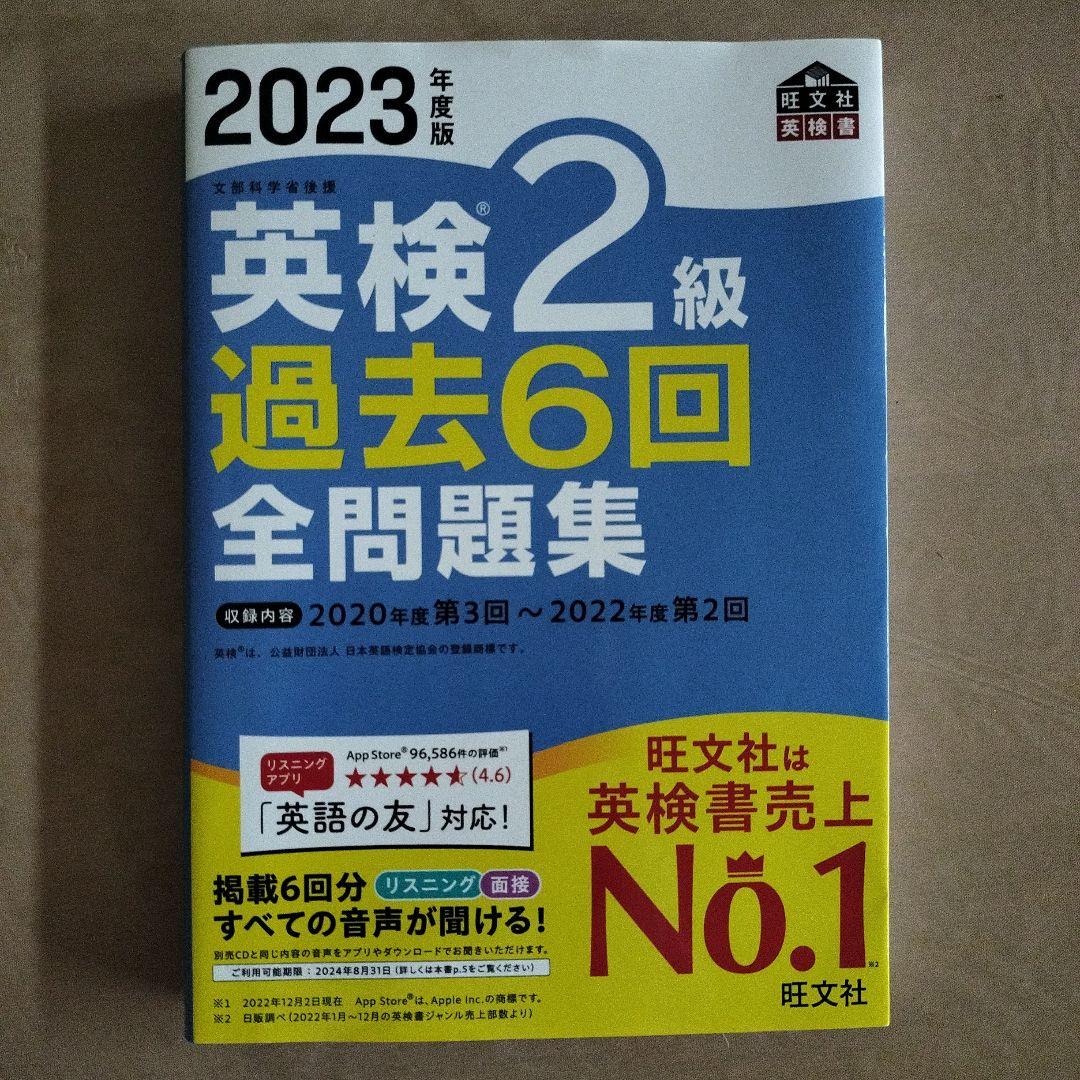 2023年度版
旺文社
英検書
文部科学省後援
英検®2級
過去6回
全問題集
収録内容 2020年度 第3回～2022年度 第2回
英検®は、公益財団法人 日本英語検定協会の登録商標です。
リスニング
アプリ
App Store® 96,586件の評価※1
★★★★★(4.6)
「英語の友」対応!
掲載6回分 リスニング 面接
すべての音声が聞ける!
別売CDと同じ内容の音声をアプリやダウンロードでお聞きいただけます。
ご利用可能期限:2024年8月31日(詳しくは本書p.5をご覧ください)
※1 2022年12月2日現在 App Store®は、Apple Inc.の商標です。
※2 日販調べ(2022年1月～12月の英検書ジャンル売上部数より)
旺文社は
英検書売上
No.1
※2
旺文社